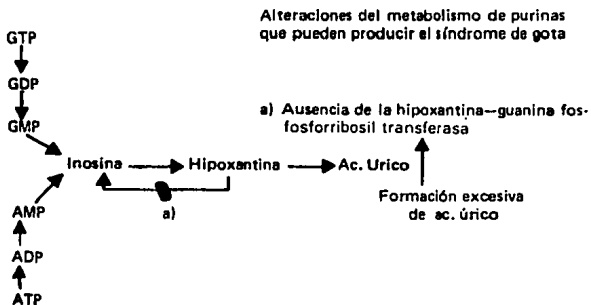 Alteraciones del metabolismo de purinas
que pueden producir el síndrome de gota
GTP
GDP
GMP
a) Ausencia de la hipoxantina—guanina fos-
fosforribosil transferasa
Inosina
Hipoxantina
Ac. Urico
a)
Formación excesiva
de ac. úrico
AMP
ADP
ATP